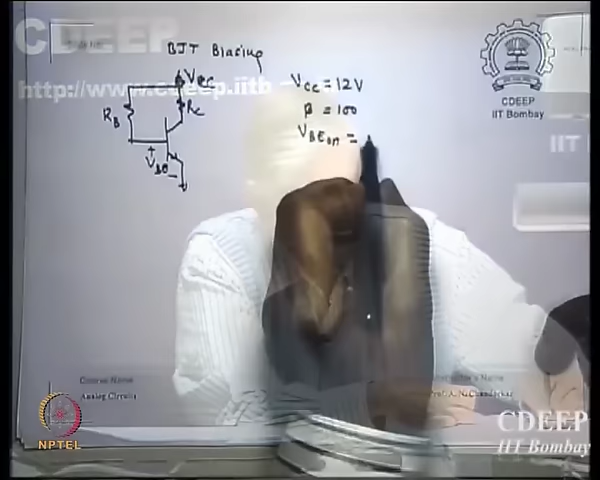 CDEEP
BJT Biasing
http://www.cdeep.iitb
VCC
RB
RC
VBE
VCC = 12V
β = 100
VBEon =
CDEEP
IIT Bombay
IIT
Course Name
Analog Circuits
NPTEL
CDEEP
IIT Bombay